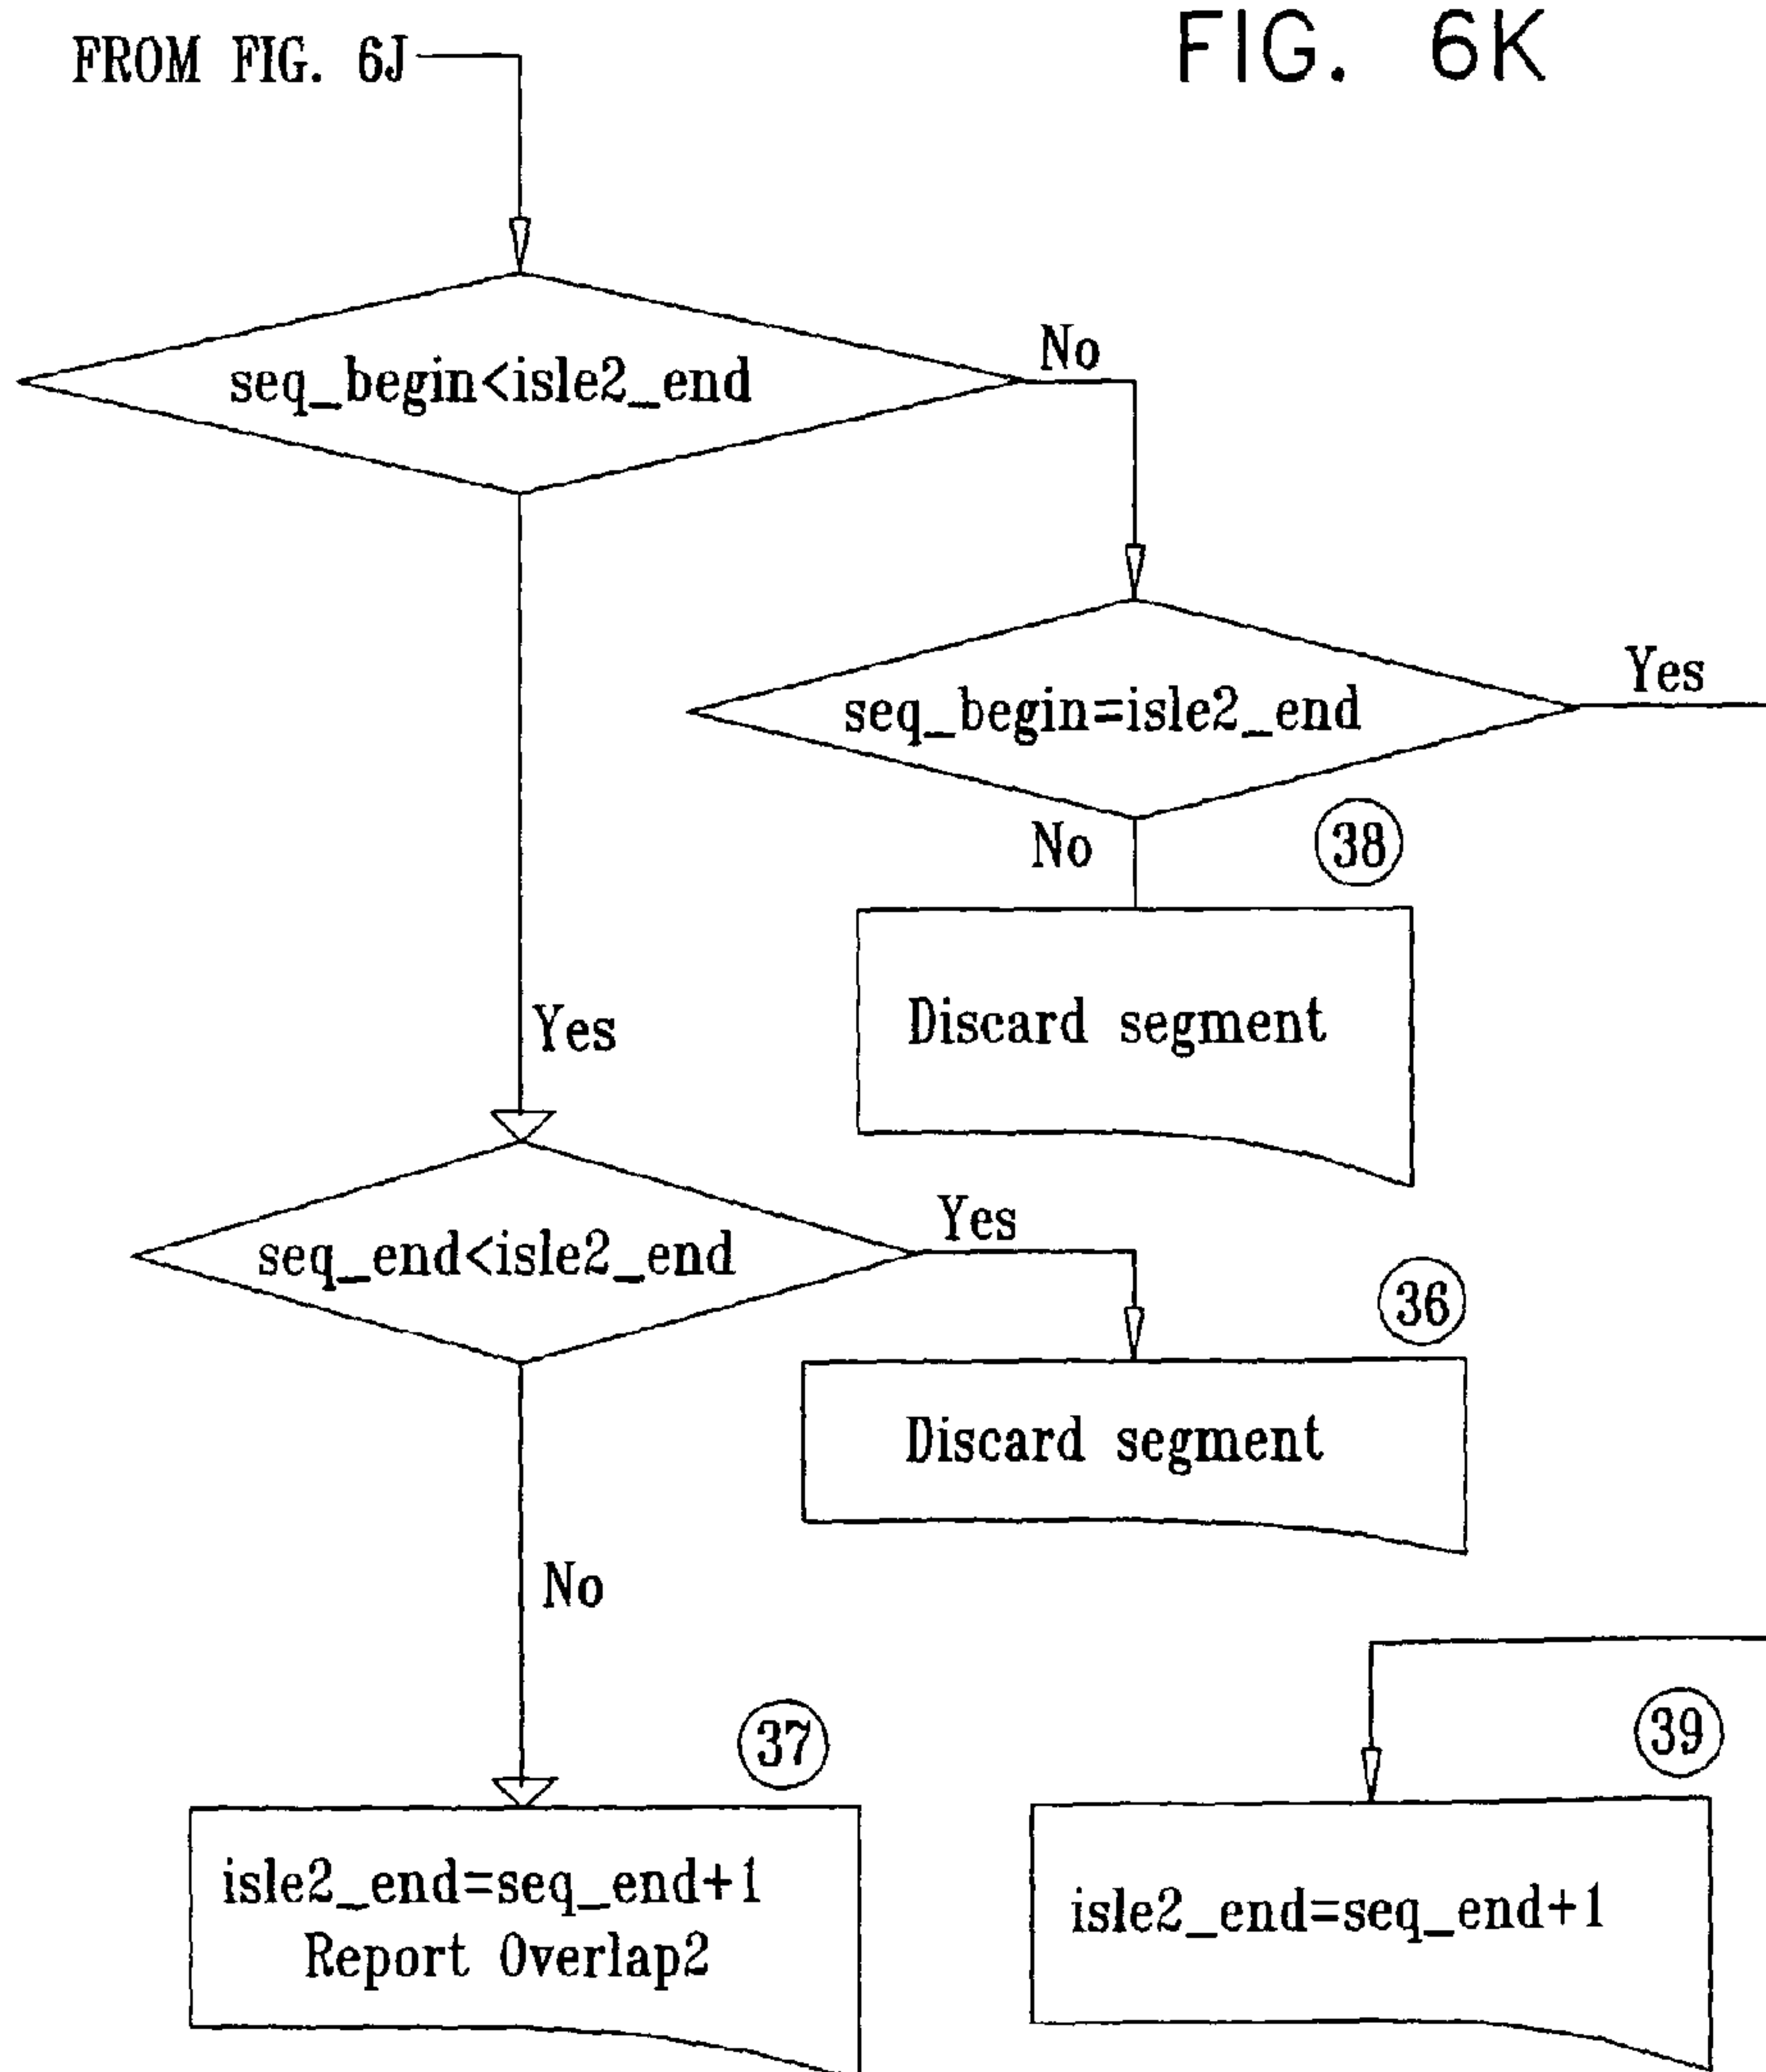 FROM FIG. 6J
FIG. 6K
seq_begin<isle2_end
No
seq_begin=isle2_end
Yes
No
38
Discard segment
Yes
seq_end<isle2_end
Yes
36
Discard segment
No
37
isle2_end=seq_end+1
Report Overlap2
39
isle2_end=seq_end+1